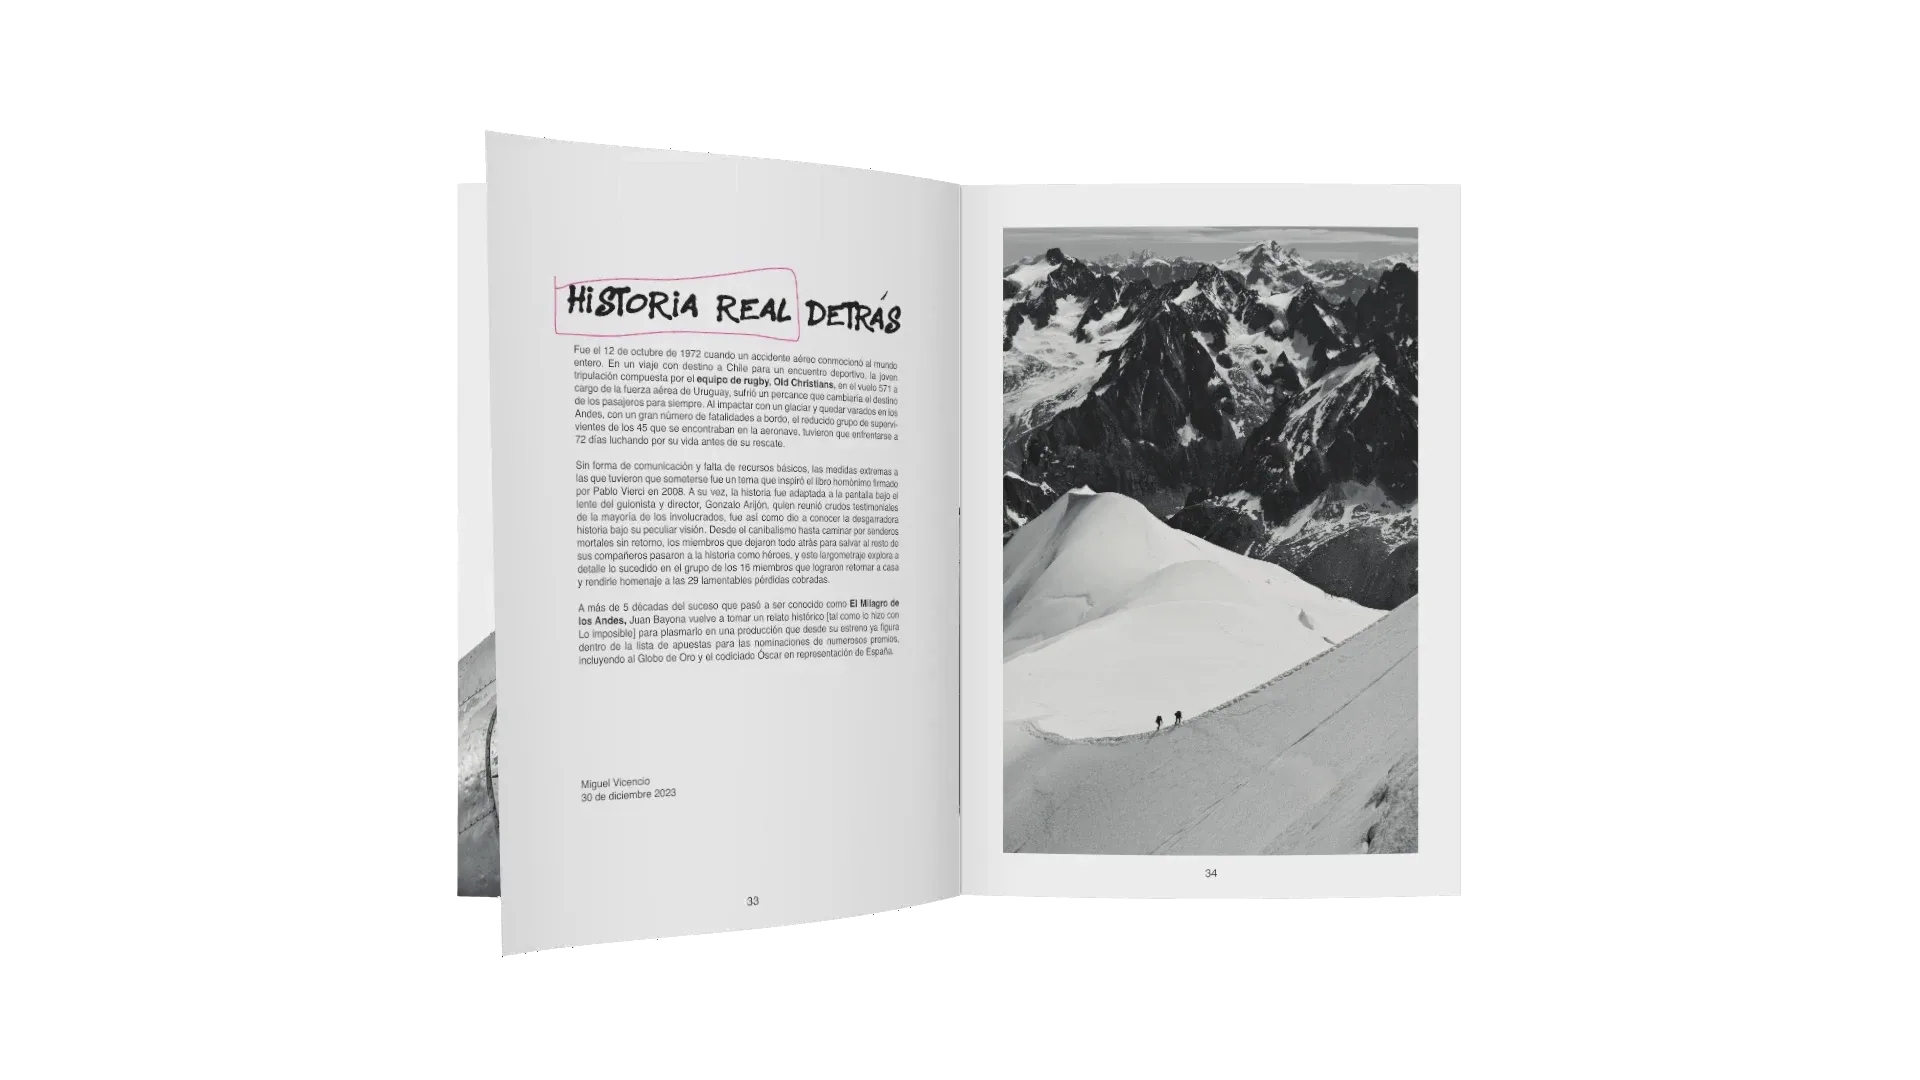 HiSTORiA REAL DETRÁS
Fue el 12 de octubre de 1972 cuando un accidente aéreo conmocionó al mundo
entero. En un viaje con destino a Chile para un encuentro deportivo, la joven
tripulación compuesta por el equipo de rugby, Old Christians, en el vuelo 571 a
cargo de la fuerza aérea de Uruguay, sufrió un percance que cambiaría el destino
de los pasajeros para siempre. Al impactar con un glaciar y quedar varados en los
Andes, con un gran número de fatalidades a bordo, el reducido grupo de supervi-
vientes de los 45 que se encontraban en la aeronave, tuvieron que enfrentarse a
72 días luchando por su vida antes de su rescate.
Sin forma de comunicación y falta de recursos básicos, las medidas extremas a
las que tuvieron que someterse fue un tema que inspiró el libro homónimo firmado
por Pablo Vierci en 2008. A su vez, la historia fue adaptada a la pantalla bajo el
lente del guionista y director, Gonzalo Arijón, quien reunió crudos testimoniales
de la mayoría de los involucrados, fue así como dio a conocer la desgarradora
historia bajo su peculiar visión. Desde el canibalismo hasta caminar por senderos
mortales sin retorno, los miembros que dejaron todo atrás para salvar al resto de
sus compañeros pasaron a la historia como héroes, y este largometraje explora a
detalle lo sucedido en el grupo de los 16 miembros que lograron retornar a casa
y rendirle homenaje a las 29 lamentables pérdidas cobradas.
A más de 5 décadas del suceso que pasó a ser conocido como El Milagro de
los Andes, Juan Bayona vuelve a tomar un relato histórico [tal como lo hizo con
Lo imposible] para plasmarlo en una producción que desde su estreno ya figura
dentro de la lista de apuestas para las nominaciones de numerosos premios,
incluyendo al Globo de Oro y el codiciado Óscar en representación de España.
Miguel Vicencio
30 de diciembre 2023
33
34